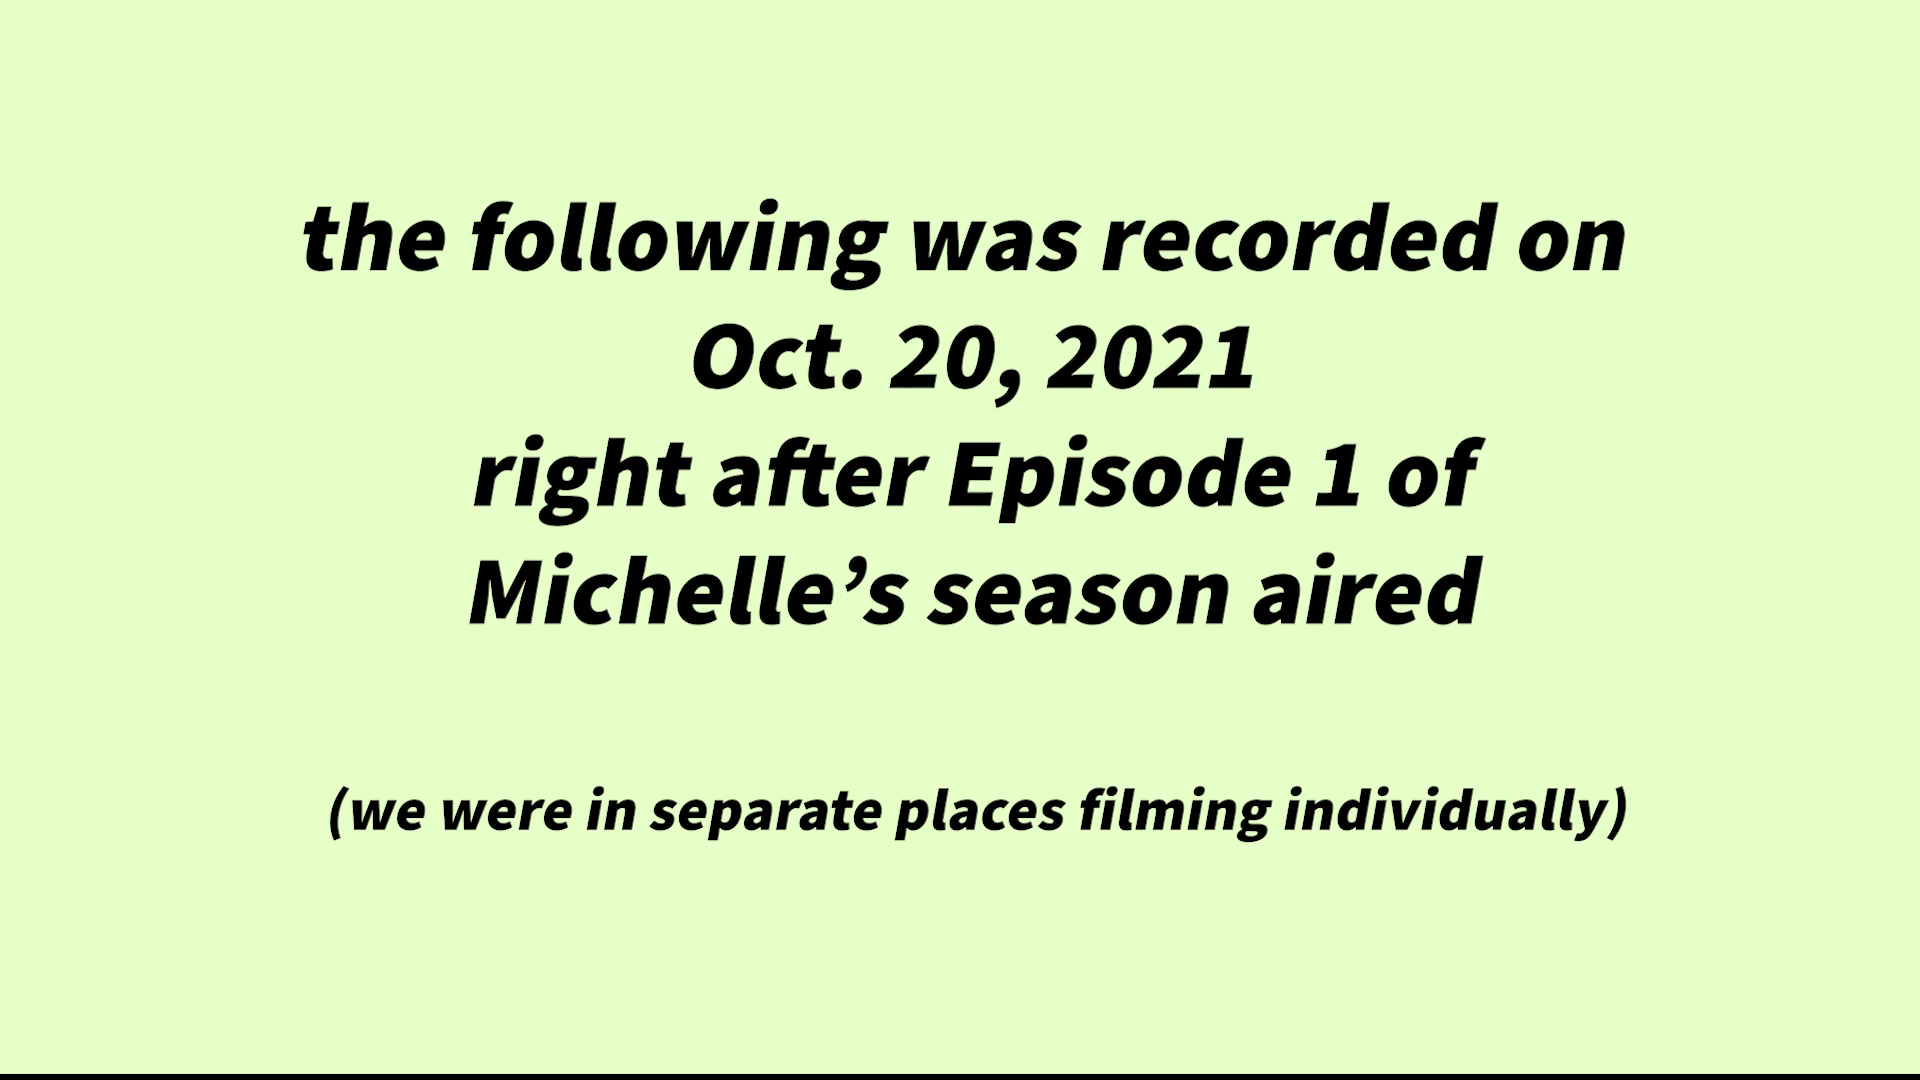 the following was recorded on
Oct. 20, 2021
right after Episode 1 of
Michelle’s season aired
(we were in separate places filming individually)